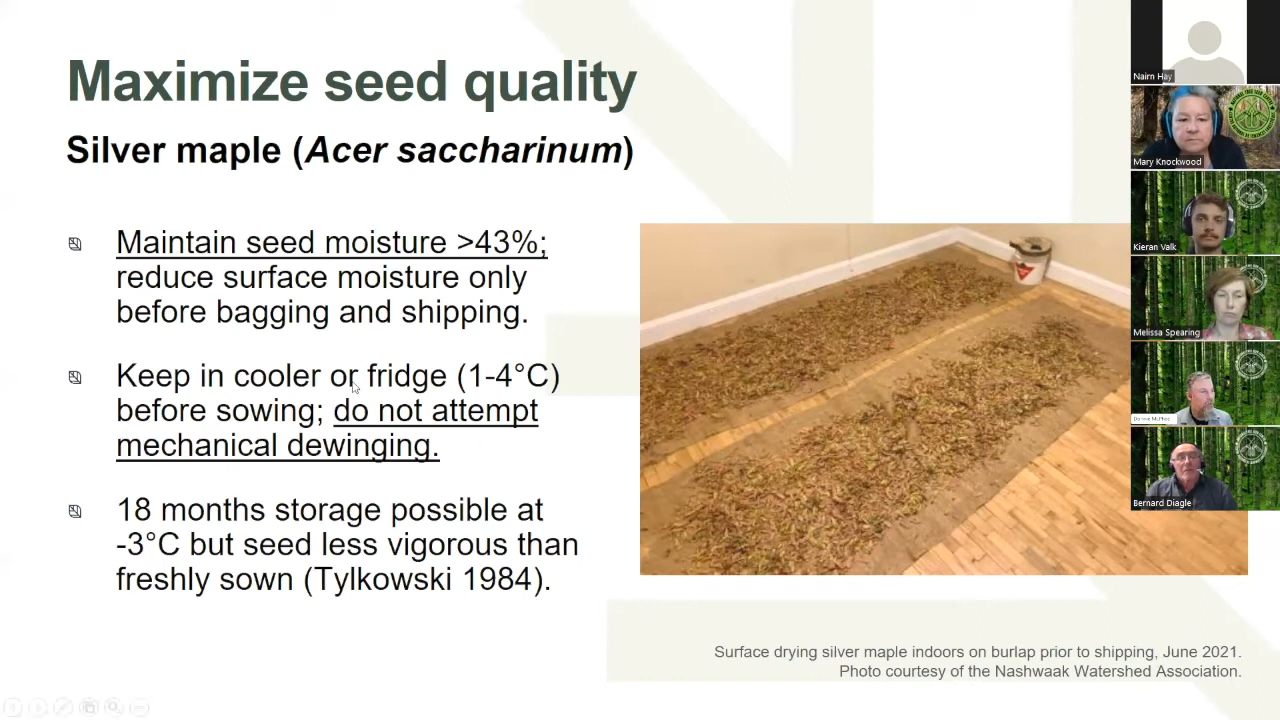 Maximize seed quality
Silver maple (Acer saccharinum)
Maintain seed moisture >43%;
reduce surface moisture only
before bagging and shipping.
Keep in cooler or fridge (1-4°C)
before sowing; do not attempt
mechanical dewinging.
18 months storage possible at
-3°C but seed less vigorous than
freshly sown (Tylkowski 1984).
Surface drying silver maple indoors on burlap prior to shipping, June 2021.
Photo courtesy of the Nashwaak Watershed Association.
Nairn Hay
Mary Knockwood
Kieran Valk
Melissa Spearing
Donnie McPhee
Bernard Diagle